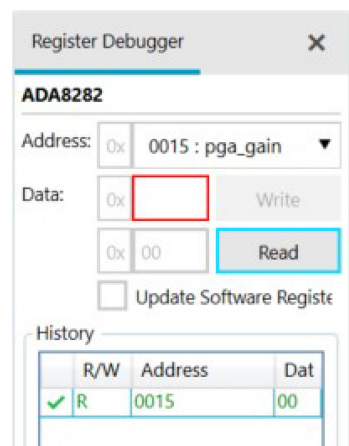 Register Debugger ×
ADA8282
Address: 0x 0015 : pga_gain ▼
Data: 0x Write
0x 00 Read
Update Software Registe
History
R/W Address Dat
✓ R 0015 00